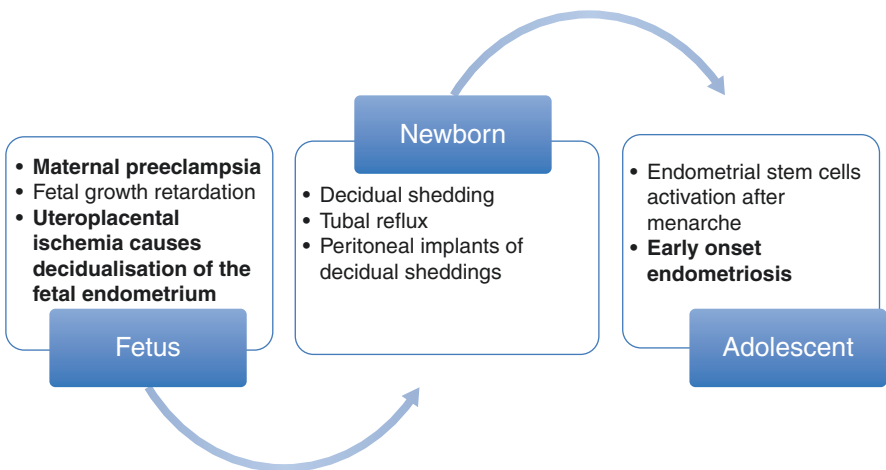 • Maternal preeclampsia
• Fetal growth retardation
• Uteroplacental
ischemia causes
decidualisation of the
fetal endometrium
Fetus
Newborn
• Decidual shedding
• Tubal reflux
• Peritoneal implants of
decidual sheddings
• Endometrial stem cells
activation after
menarche
• Early onset
endometriosis
Adolescent